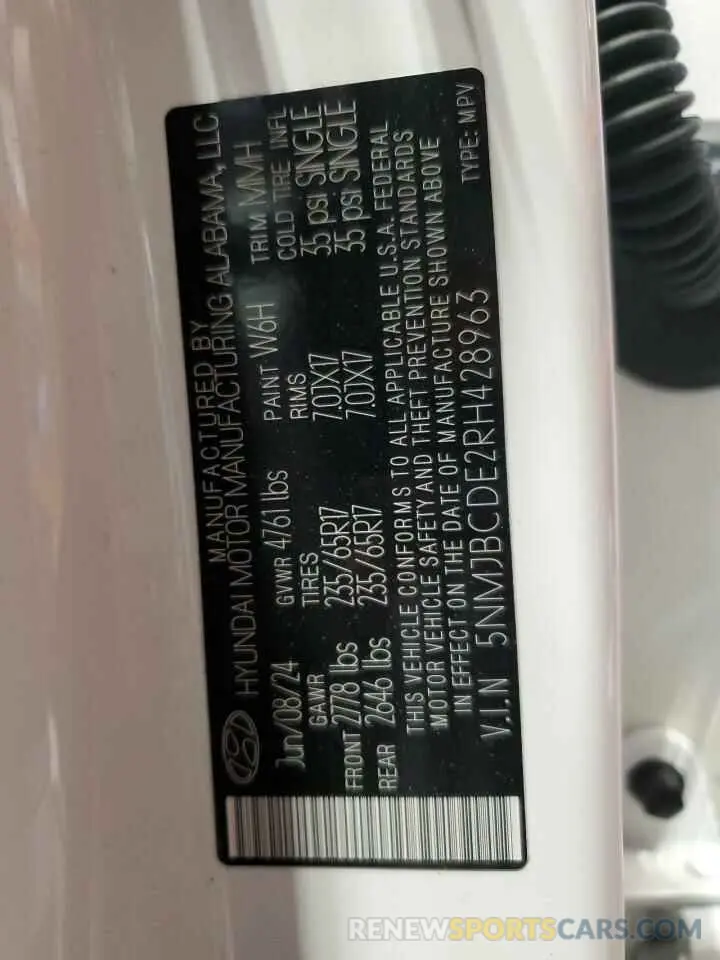 MANUFACTURED BY
HYUNDAI MOTOR MANUFACTURING ALABAMA, LLC
Jun/08/24 GVWR 4761 lbs PAINT W6H TRIM MMH
GAWR TIRES RIMS COLD TIRE INFL
FRONT 2778 lbs 235/65R17 7.0JX17 35 psi SINGLE
REAR 2646 lbs 235/65R17 7.0JX17 35 psi SINGLE
THIS VEHICLE CONFORMS TO ALL APPLICABLE U.S.A. FEDERAL
MOTOR VEHICLE SAFETY AND THEFT PREVENTION STANDARDS
IN EFFECT ON THE DATE OF MANUFACTURE SHOWN ABOVE
V.I.N 5NMJBCDE2RH428963 TYPE: MPV
RENEWSPORTSCARS.COM